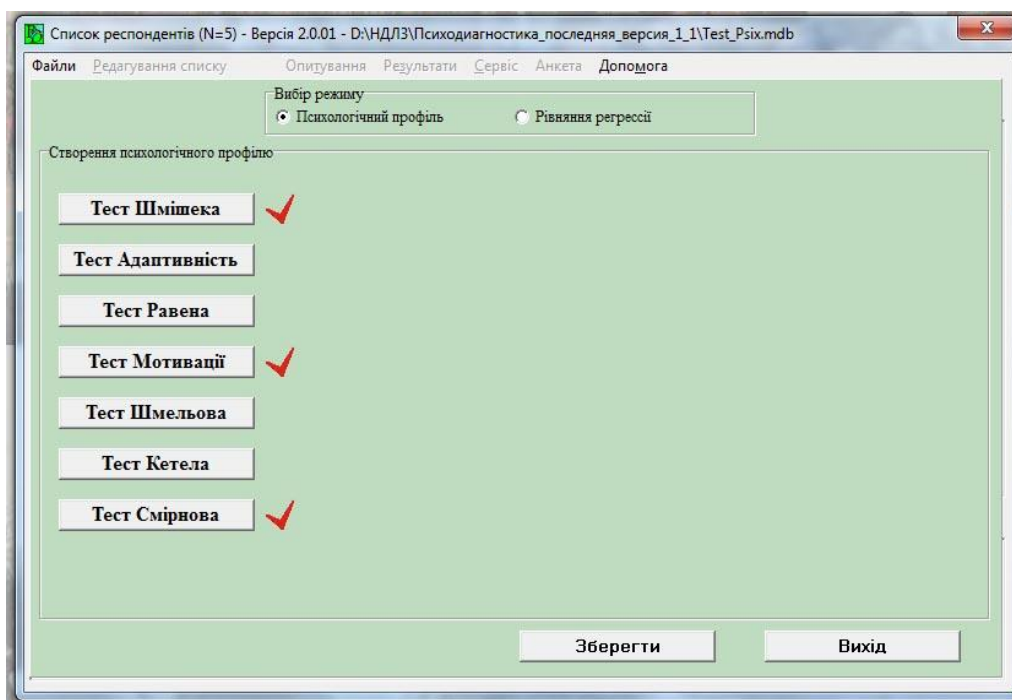 Список респондентів (N=5) - Версія 2.0.01 - D:\НДЛЗ\Психодиагностика_последняя_версия_1_1\Test_Psix.mdb
Файли Редагування списку Опитування Результати Сервіс Анкета Допомога
Вибір режиму
Психологічний профіль Рівняння регрессії
Створення психологічного профілю
Тест Шмішека
Тест Адаптивність
Тест Равена
Тест Мотивації
Тест Шмельова
Тест Кетела
Тест Смірнова
Зберегти Вихід